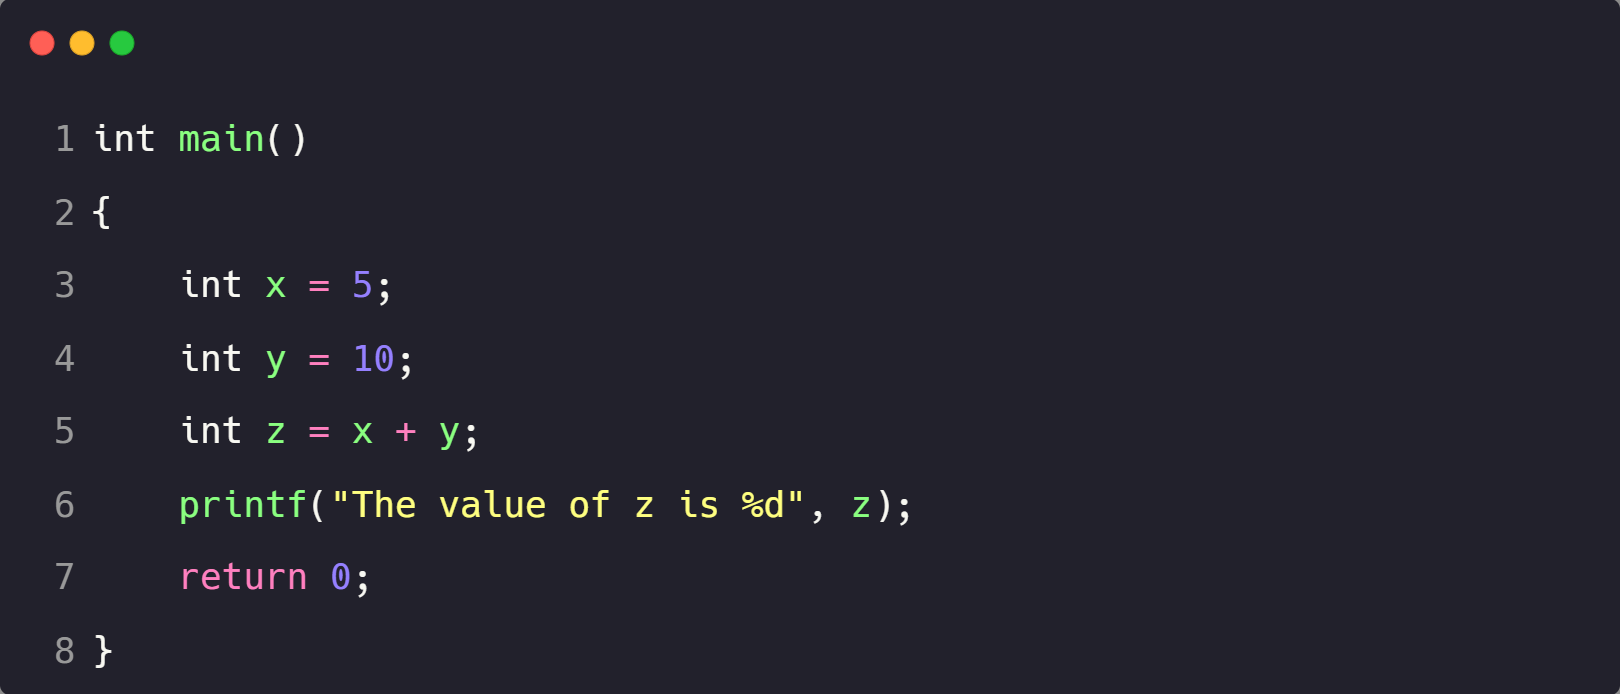 1 int main()
2 {
3     int x = 5;
4     int y = 10;
5     int z = x + y;
6     printf("The value of z is %d", z);
7     return 0;
8 }